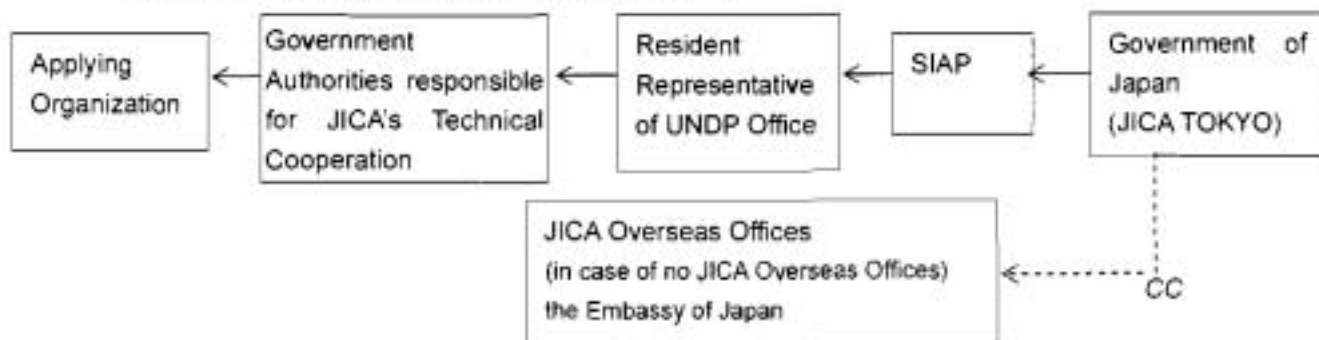 Applying
Organization
Government
Authorities responsible
for JICA's Technical
Cooperation
Resident
Representative
of UNDP Office
SIAP
Government of
Japan
(JICA TOKYO)
JICA Overseas Offices
(in case of no JICA Overseas Offices)
the Embassy of Japan
CC